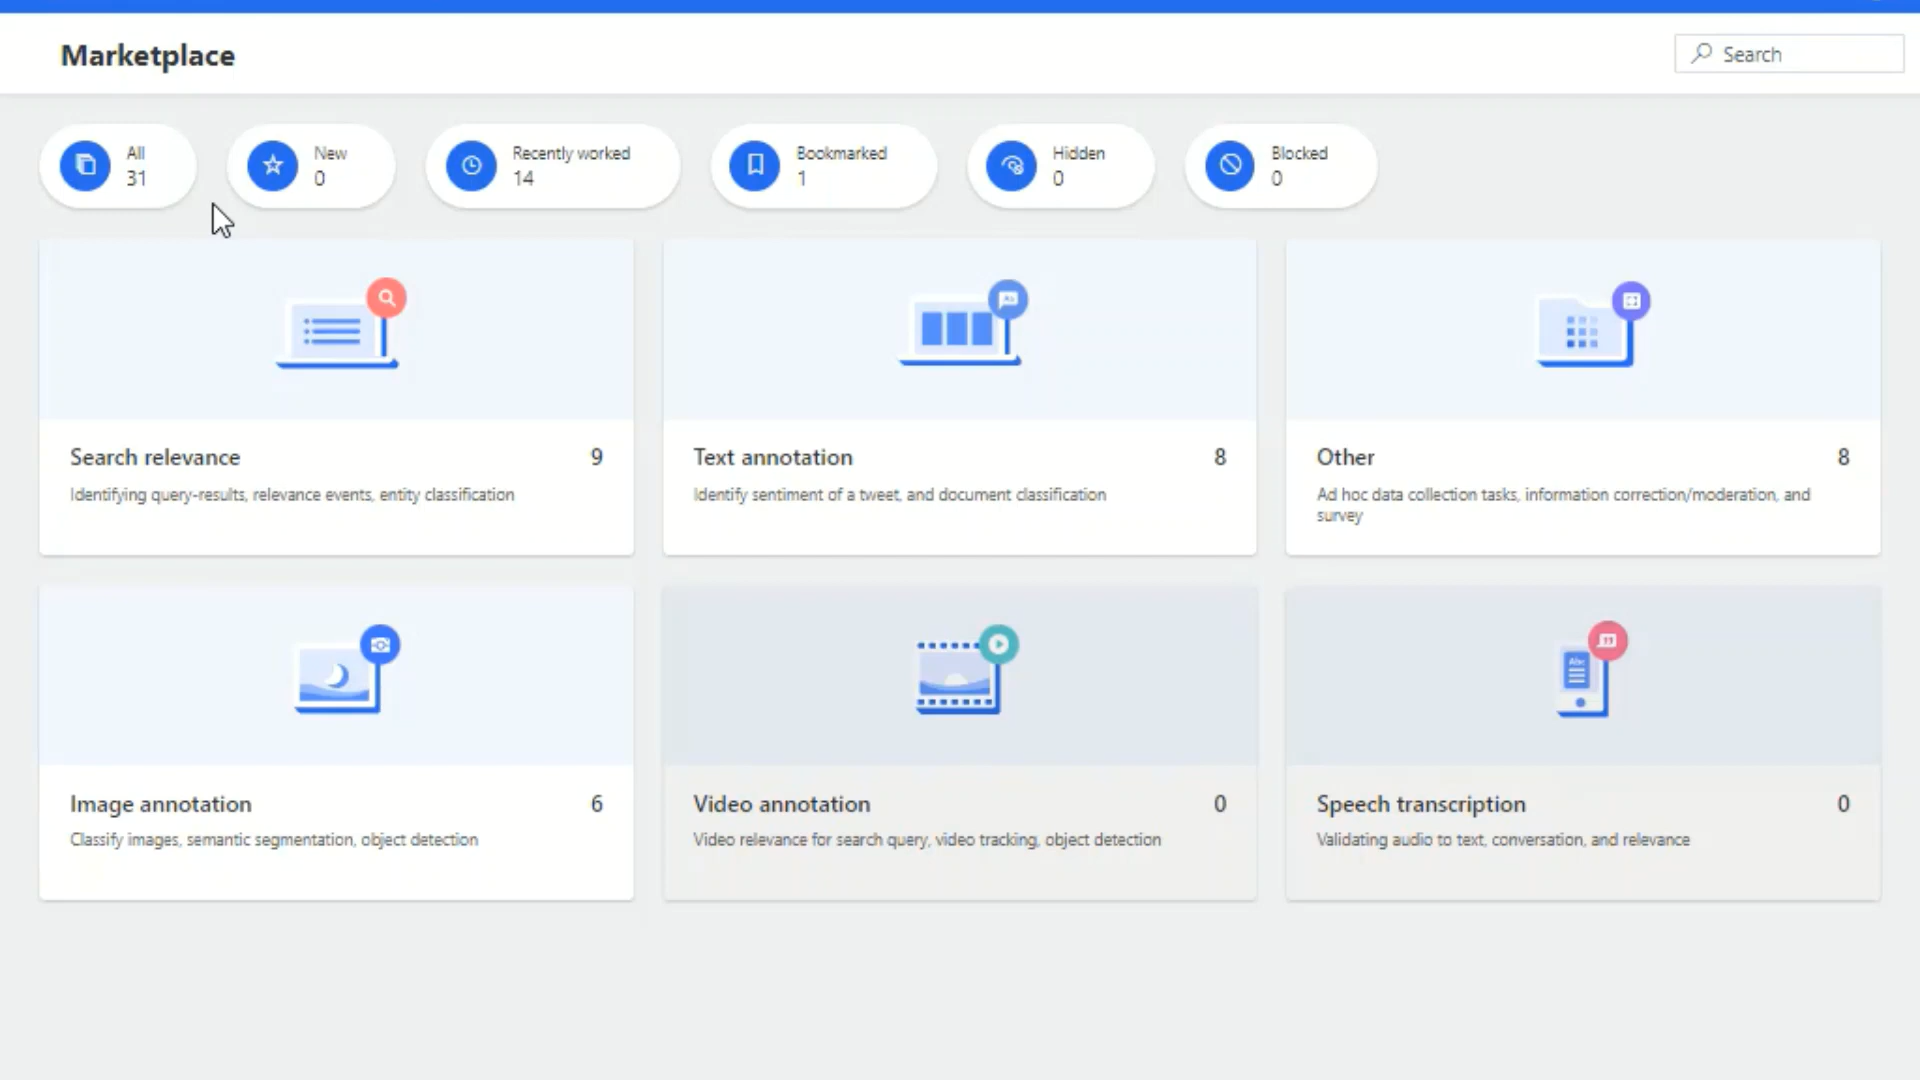 Marketplace
Search
All
31
New
0
Recently worked
14
Bookmarked
1
Hidden
0
Blocked
0
Search relevance 9
Identifying query-results, relevance events, entity classification
Text annotation 8
Identify sentiment of a tweet, and document classification
Other 8
Ad hoc data collection tasks, information correction/moderation, and
survey
Image annotation 6
Classify images, semantic segmentation, object detection
Video annotation 0
Video relevance for search query, video tracking, object detection
Abc
Speech transcription 0
Validating audio to text, conversation, and relevance